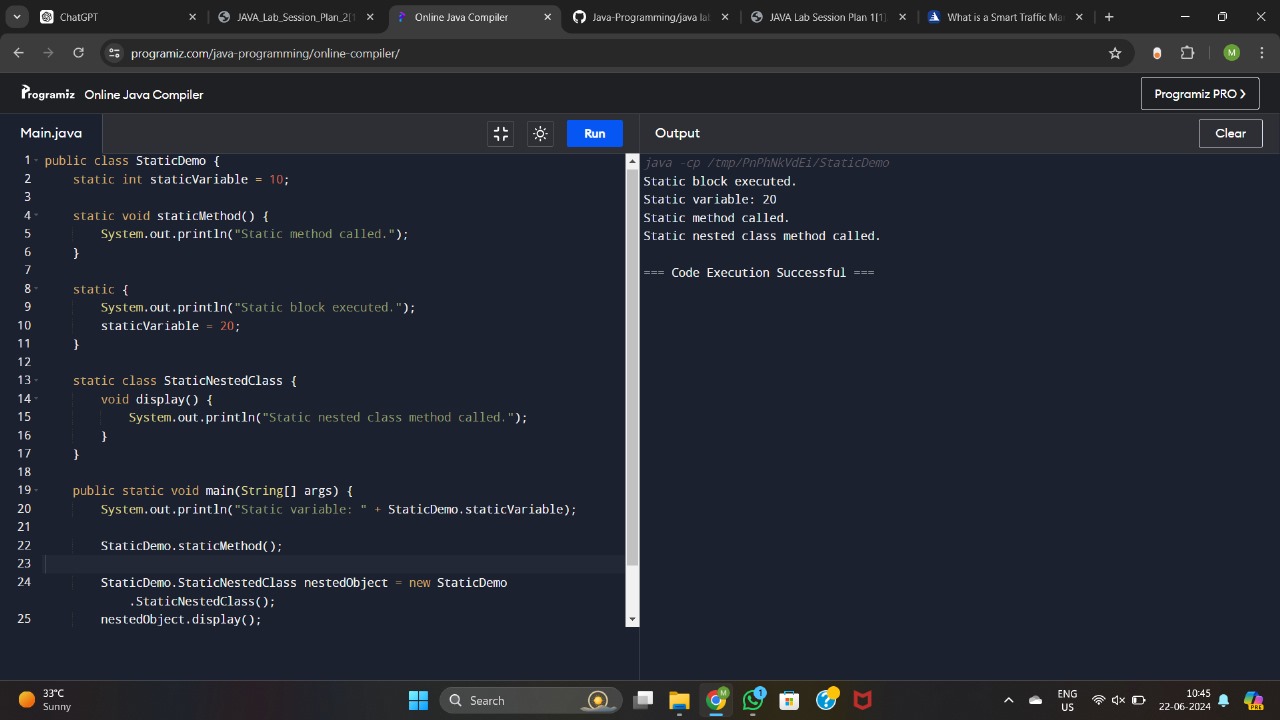 ChatGPT
JAVA_Lab_Session_Plan_2[1
Online Java Compiler
Java-Programming/java lab
JAVA Lab Session Plan 1[1]
What is a Smart Traffic Ma
programiz.com/java-programming/online-compiler/
M
Programiz Online Java Compiler
Programiz PRO
Main.java
Run
Output
Clear
1 public class StaticDemo {
2 static int staticVariable = 10;
3
4 static void staticMethod() {
5 System.out.println("Static method called.");
6 }
7
8 static {
9 System.out.println("Static block executed.");
10 staticVariable = 20;
11 }
12
13 static class StaticNestedClass {
14 void display() {
15 System.out.println("Static nested class method called.");
16 }
17 }
18
19 public static void main(String[] args) {
20 System.out.println("Static variable: " + StaticDemo.staticVariable);
21
22 StaticDemo.staticMethod();
23
24 StaticDemo.StaticNestedClass nestedObject = new StaticDemo
.StaticNestedClass();
25 nestedObject.display();
java -cp /tmp/PnPhNkVdEi/StaticDemo
Static block executed.
Static variable: 20
Static method called.
Static nested class method called.
=== Code Execution Successful ===
33°C
Sunny
Search
M
1
ENG
US
10:45
22-06-2024
PRE